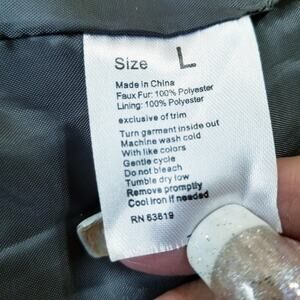 Size L
Made in China
Faux Fur: 100% Polyester
Lining: 100% Polyester
exclusive of trim
Turn garment inside out
Machine wash cold
With like colors
Gentle cycle
Do not bleach
Tumble dry low
Remove promptly
Cool iron if needed
RN 63619